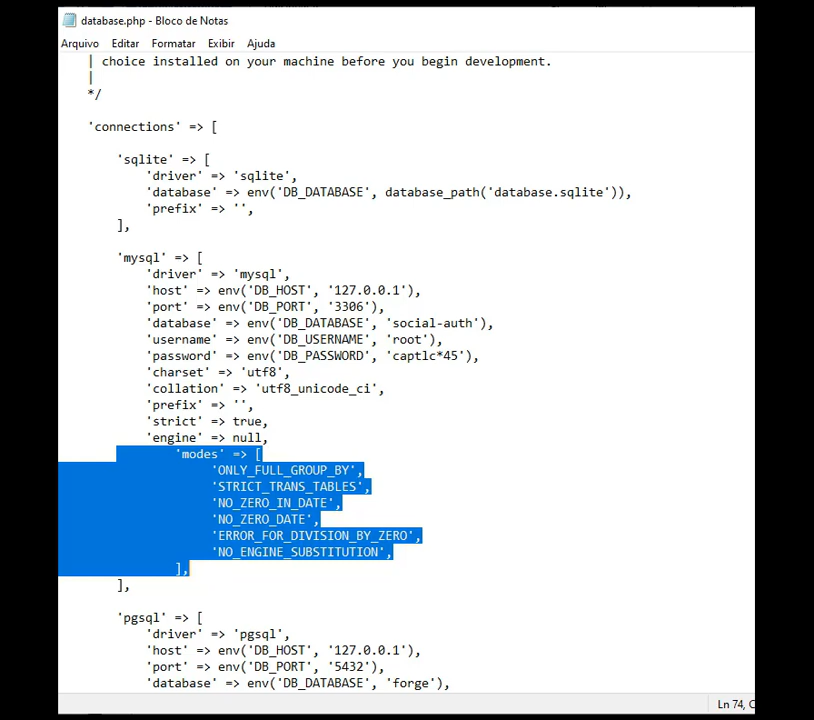 database.php - Bloco de Notas
Arquivo Editar Formatar Exibir Ajuda
| choice installed on your machine before you begin development.
|
*/
'connections' => [
'sqlite' => [
'driver' => 'sqlite',
'database' => env('DB_DATABASE', database_path('database.sqlite')),
'prefix' => '',
],
'mysql' => [
'driver' => 'mysql',
'host' => env('DB_HOST', '127.0.0.1'),
'port' => env('DB_PORT', '3306'),
'database' => env('DB_DATABASE', 'social-auth'),
'username' => env('DB_USERNAME', 'root'),
'password' => env('DB_PASSWORD', 'captlc*45'),
'charset' => 'utf8',
'collation' => 'utf8_unicode_ci',
'prefix' => '',
'strict' => true,
'engine' => null,
'modes' => [
'ONLY_FULL_GROUP_BY',
'STRICT_TRANS_TABLES',
'NO_ZERO_IN_DATE',
'NO_ZERO_DATE',
'ERROR_FOR_DIVISION_BY_ZERO',
'NO_ENGINE_SUBSTITUTION',
],
],
'pgsql' => [
'driver' => 'pgsql',
'host' => env('DB_HOST', '127.0.0.1'),
'port' => env('DB_PORT', '5432'),
'database' => env('DB_DATABASE', 'forge'),
Ln 74,